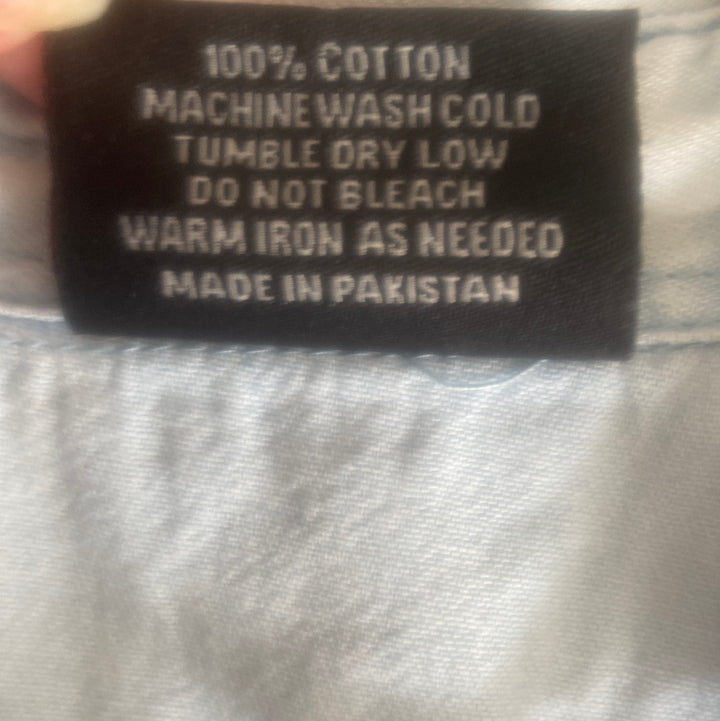 100% COTTON
MACHINE WASH COLD
TUMBLE DRY LOW
DO NOT BLEACH
WARM IRON AS NEEDED
MADE IN PAKISTAN